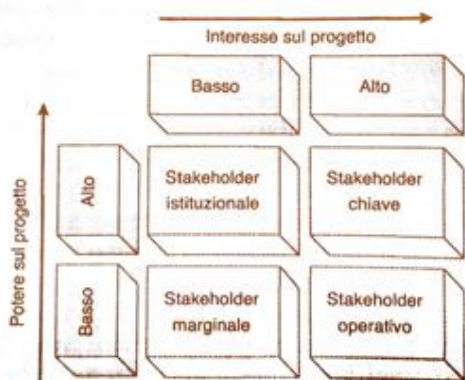 Interesse sul progetto
Basso
Alto
Potere sul progetto
Alto
Stakeholder
istituzionale
Stakeholder
chiave
Basso
Stakeholder
marginale
Stakeholder
operativo